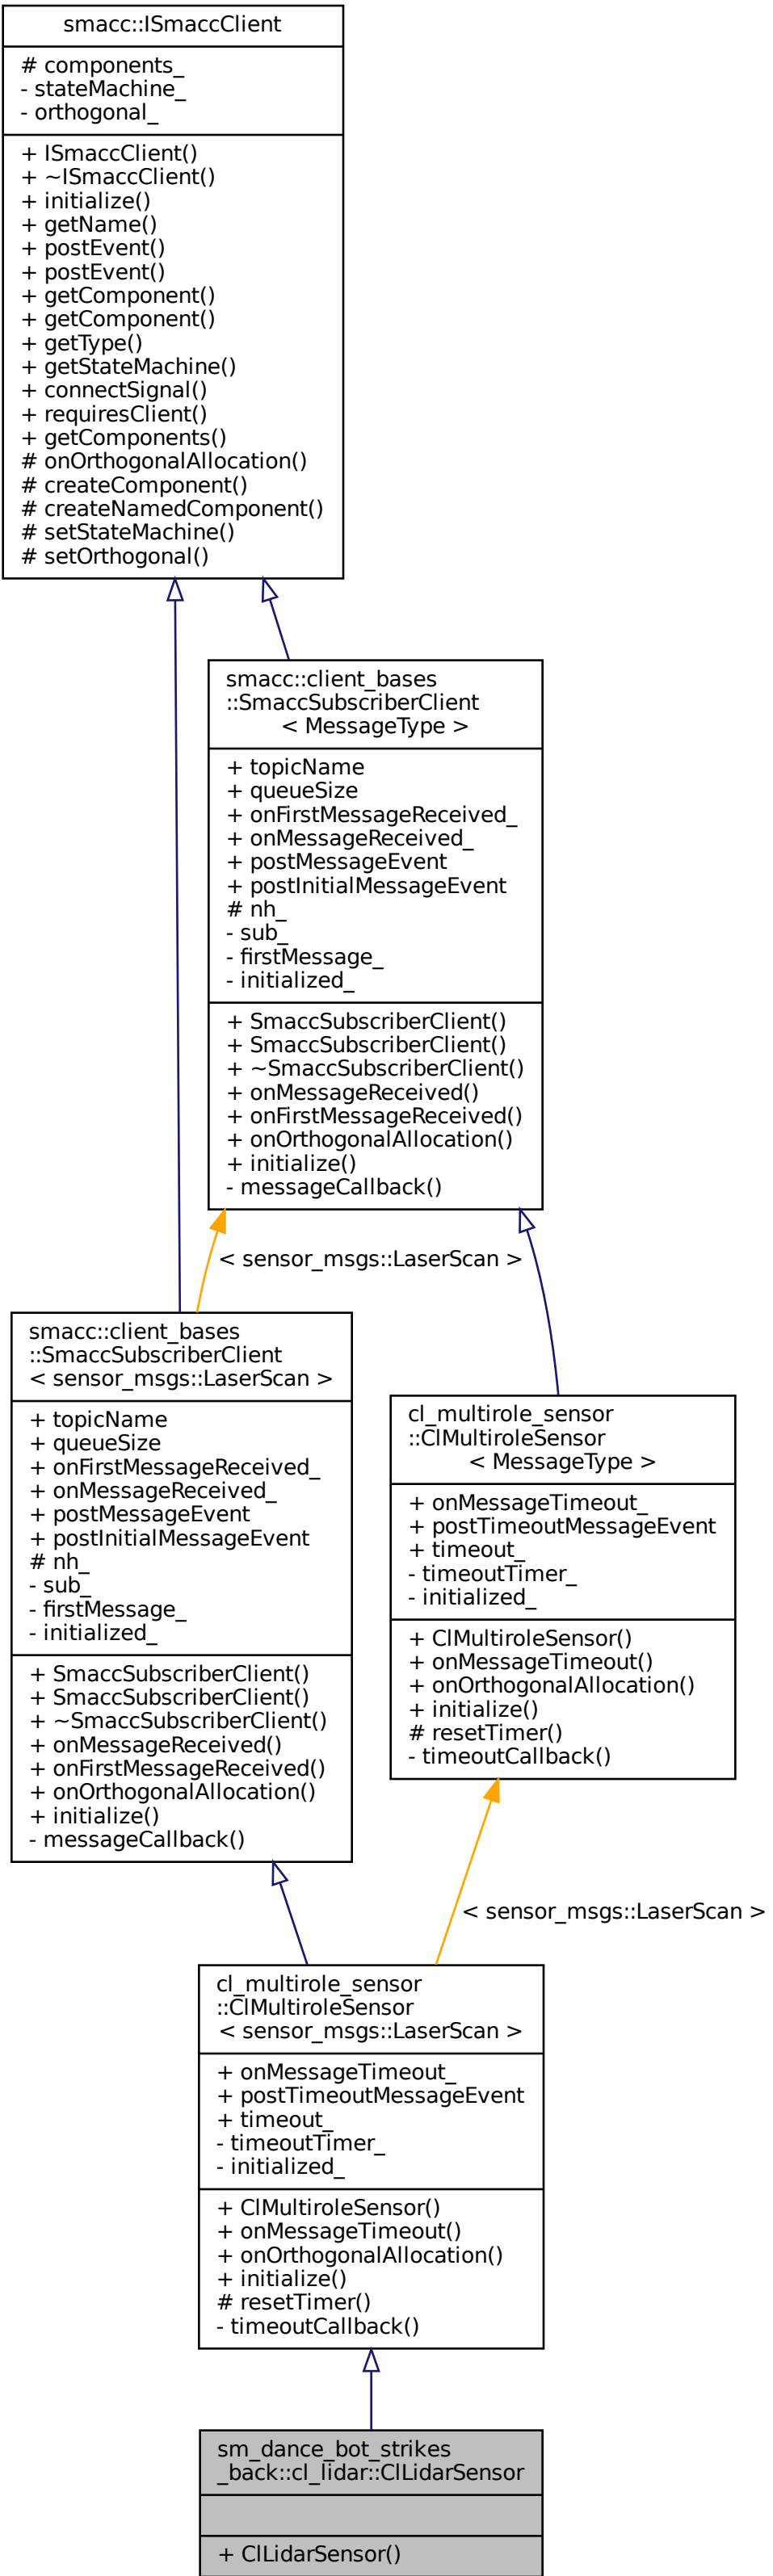 smacc::ISmaccClient
# components_
- stateMachine_
- orthogonal_
+ ISmaccClient()
+ ~ISmaccClient()
+ initialize()
+ getName()
+ postEvent()
+ postEvent()
+ getComponent()
+ getComponent()
+ getType()
+ getStateMachine()
+ connectSignal()
+ requiresClient()
+ getComponents()
# onOrthogonalAllocation()
# createComponent()
# createNamedComponent()
# setStateMachine()
# setOrthogonal()
smacc::client_bases
::SmaccSubscriberClient
< MessageType >
+ topicName
+ queueSize
+ onFirstMessageReceived_
+ onMessageReceived_
+ postMessageEvent
+ postInitialMessageEvent
# nh_
- sub_
- firstMessage_
- initialized_
+ SmaccSubscriberClient()
+ SmaccSubscriberClient()
+ ~SmaccSubscriberClient()
+ onMessageReceived()
+ onFirstMessageReceived()
+ onOrthogonalAllocation()
+ initialize()
- messageCallback()
< sensor_msgs::LaserScan >
smacc::client_bases
::SmaccSubscriberClient
< sensor_msgs::LaserScan >
+ topicName
+ queueSize
+ onFirstMessageReceived_
+ onMessageReceived_
+ postMessageEvent
+ postInitialMessageEvent
# nh_
- sub_
- firstMessage_
- initialized_
+ SmaccSubscriberClient()
+ SmaccSubscriberClient()
+ ~SmaccSubscriberClient()
+ onMessageReceived()
+ onFirstMessageReceived()
+ onOrthogonalAllocation()
+ initialize()
- messageCallback()
cl_multirole_sensor
::ClMultiroleSensor
< MessageType >
+ onMessageTimeout_
+ postTimeoutMessageEvent
+ timeout_
- timeoutTimer_
- initialized_
+ ClMultiroleSensor()
+ onMessageTimeout()
+ onOrthogonalAllocation()
+ initialize()
# resetTimer()
- timeoutCallback()
< sensor_msgs::LaserScan >
cl_multirole_sensor
::ClMultiroleSensor
< sensor_msgs::LaserScan >
+ onMessageTimeout_
+ postTimeoutMessageEvent
+ timeout_
- timeoutTimer_
- initialized_
+ ClMultiroleSensor()
+ onMessageTimeout()
+ onOrthogonalAllocation()
+ initialize()
# resetTimer()
- timeoutCallback()
sm_dance_bot_strikes
_back::cl_lidar::ClLidarSensor
+ ClLidarSensor()